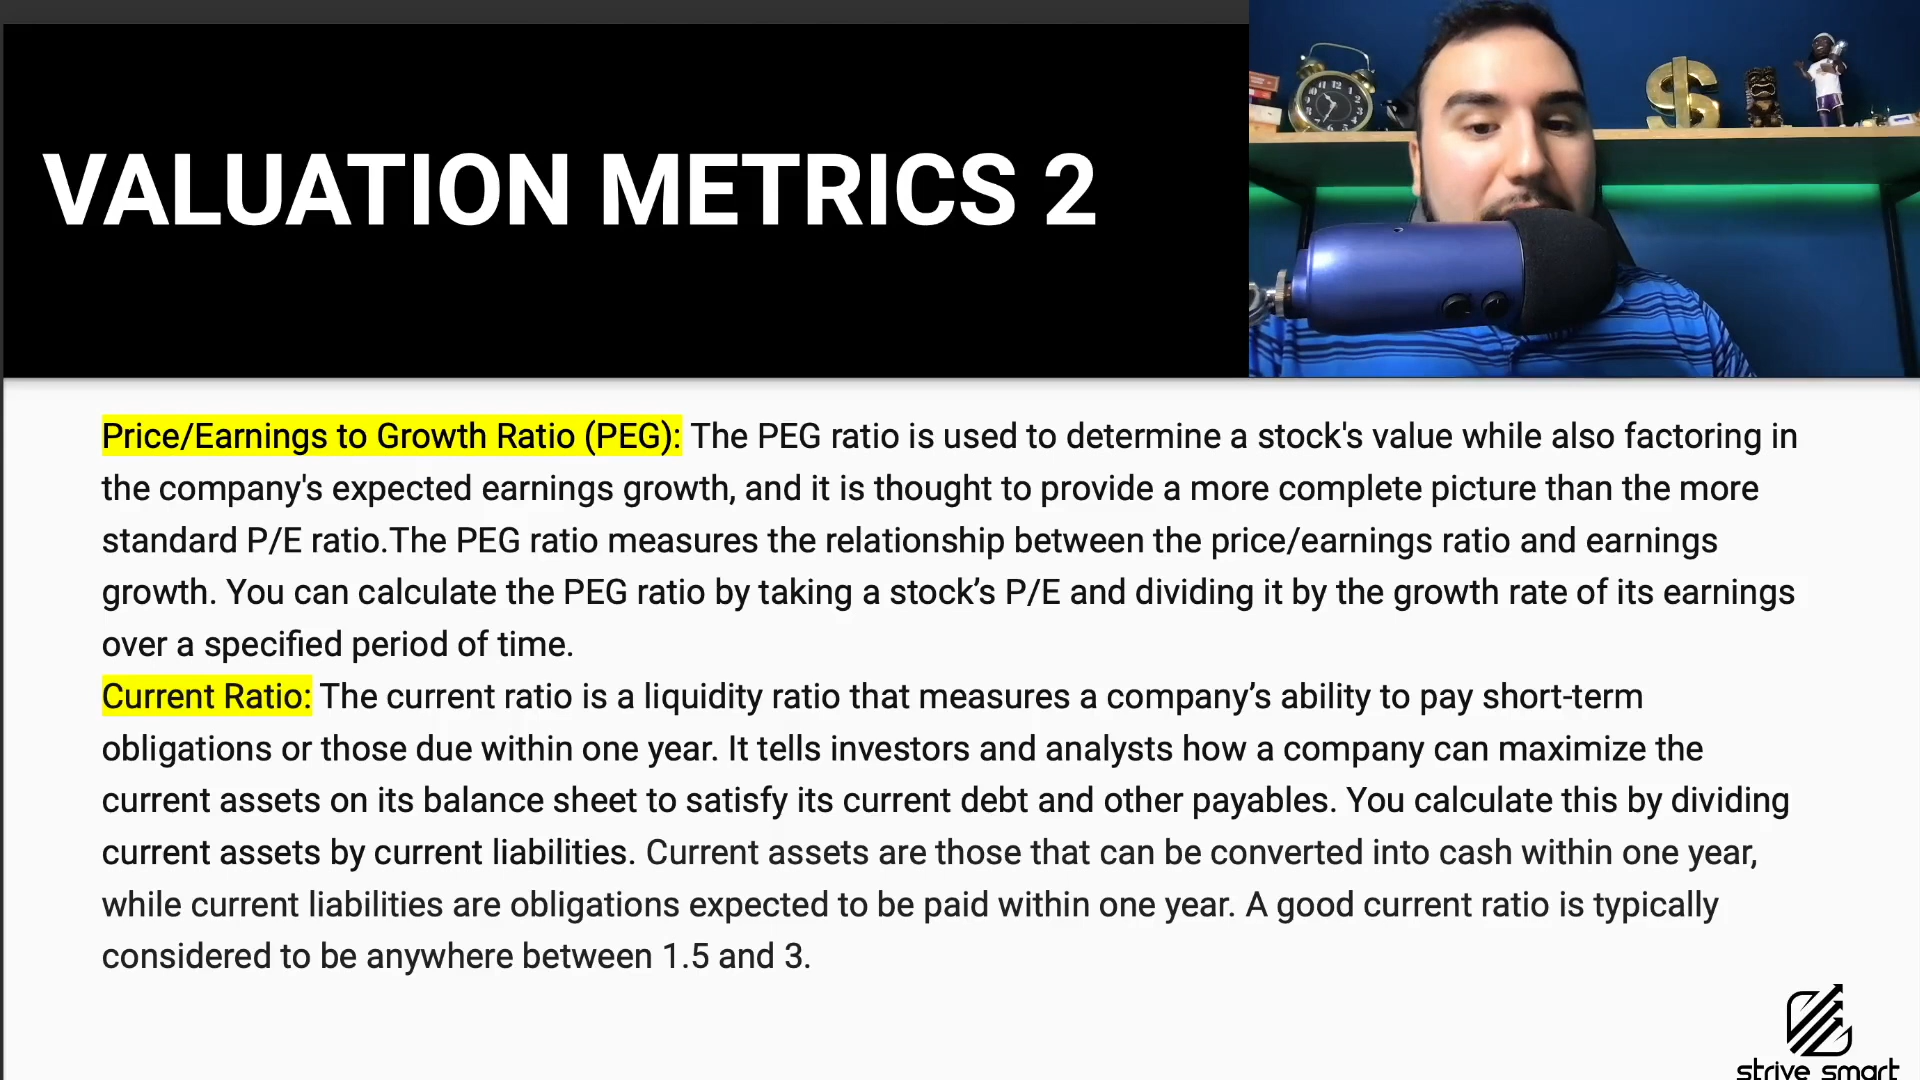 VALUATION METRICS 2
Price/Earnings to Growth Ratio (PEG): The PEG ratio is used to determine a stock's value while also factoring in
the company's expected earnings growth, and it is thought to provide a more complete picture than the more
standard P/E ratio.The PEG ratio measures the relationship between the price/earnings ratio and earnings
growth. You can calculate the PEG ratio by taking a stock’s P/E and dividing it by the growth rate of its earnings
over a specified period of time.
Current Ratio: The current ratio is a liquidity ratio that measures a company’s ability to pay short-term
obligations or those due within one year. It tells investors and analysts how a company can maximize the
current assets on its balance sheet to satisfy its current debt and other payables. You calculate this by dividing
current assets by current liabilities. Current assets are those that can be converted into cash within one year,
while current liabilities are obligations expected to be paid within one year. A good current ratio is typically
considered to be anywhere between 1.5 and 3.
strive smart